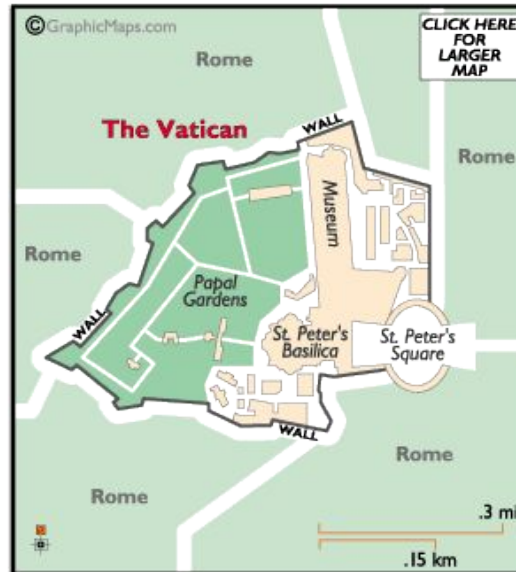 ©GraphicMaps.com
CLICK HERE
FOR
LARGER
MAP
Rome
The Vatican
WALL
Rome
Museum
Rome
Papal
Gardens
WALL
St. Peter's
Basilica
St. Peter's
Square
WALL
Rome
Rome
.3 mi
.15 km